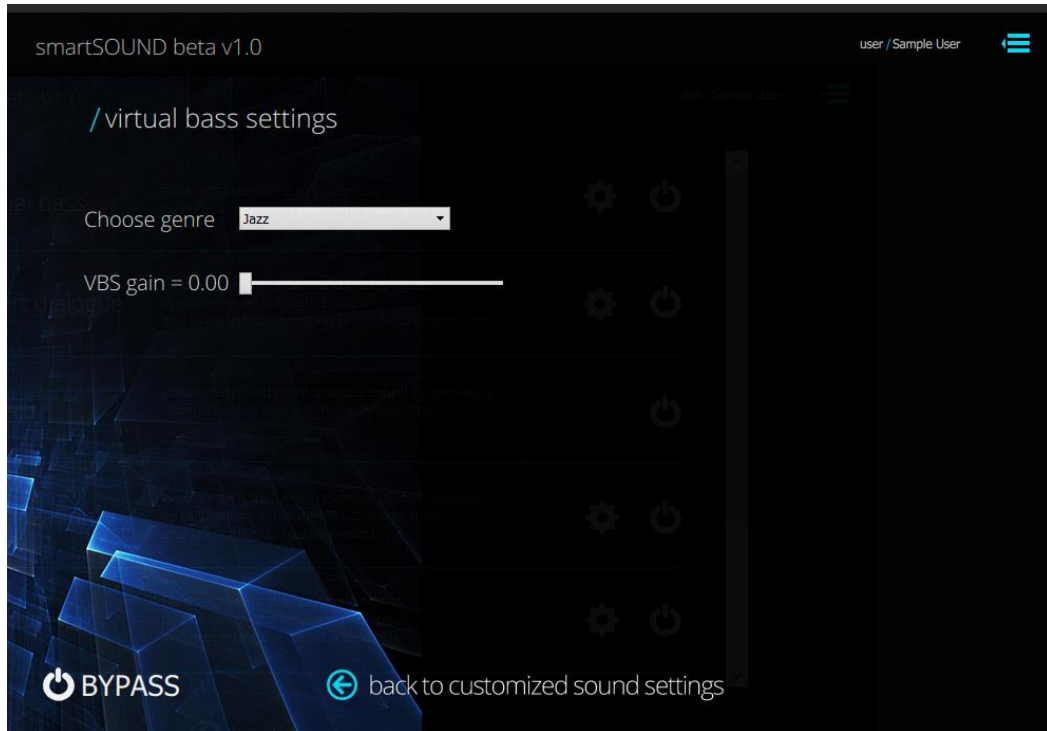 smartSOUND beta v1.0
user / Sample User
/ virtual bass settings
Choose genre Jazz
VBS gain = 0.00
BYPASS
back to customized sound settings